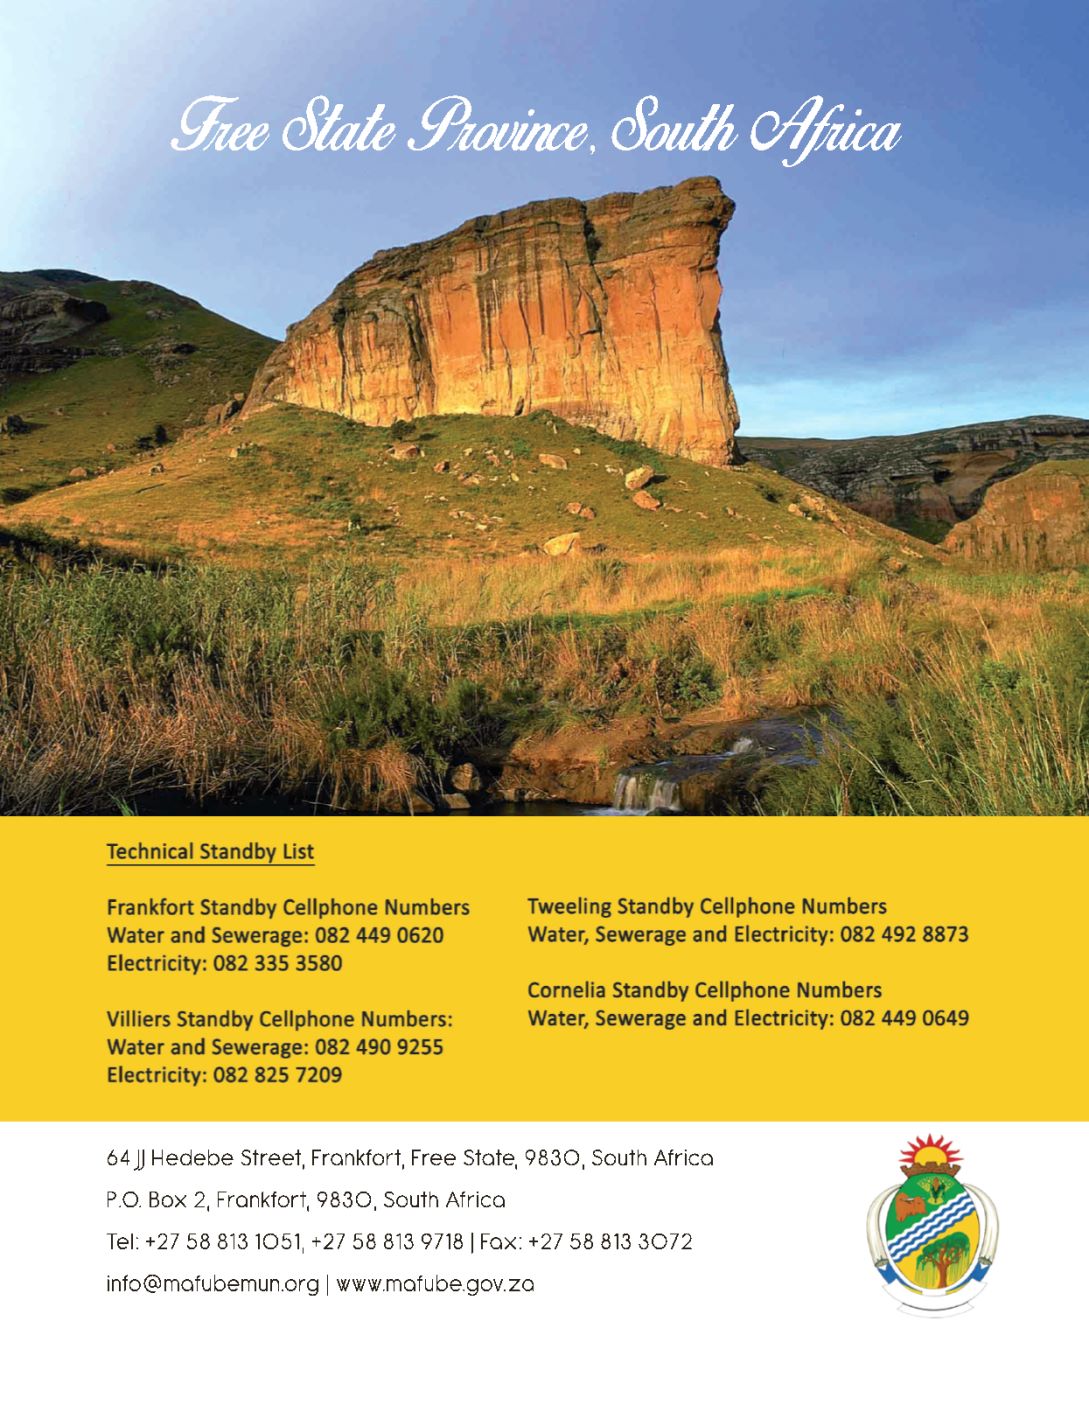 Free State Province, South Africa
Technical Standby List
Frankfort Standby Cellphone Numbers
Water and Sewerage: 082 449 0620
Electricity: 082 335 3580
Villiers Standby Cellphone Numbers:
Water and Sewerage: 082 490 9255
Electricity: 082 825 7209
Tweeling Standby Cellphone Numbers
Water, Sewerage and Electricity: 082 492 8873
Cornelia Standby Cellphone Numbers
Water, Sewerage and Electricity: 082 449 0649
64 JJ Hedebe Street, Frankfort, Free State, 9830, South Africa
P.O. Box 2, Frankfort, 9830, South Africa
Tel: +27 58 813 1051, +27 58 813 9718 | Fax: +27 58 813 3072
info@mafubemun.org | www.mafube.gov.za